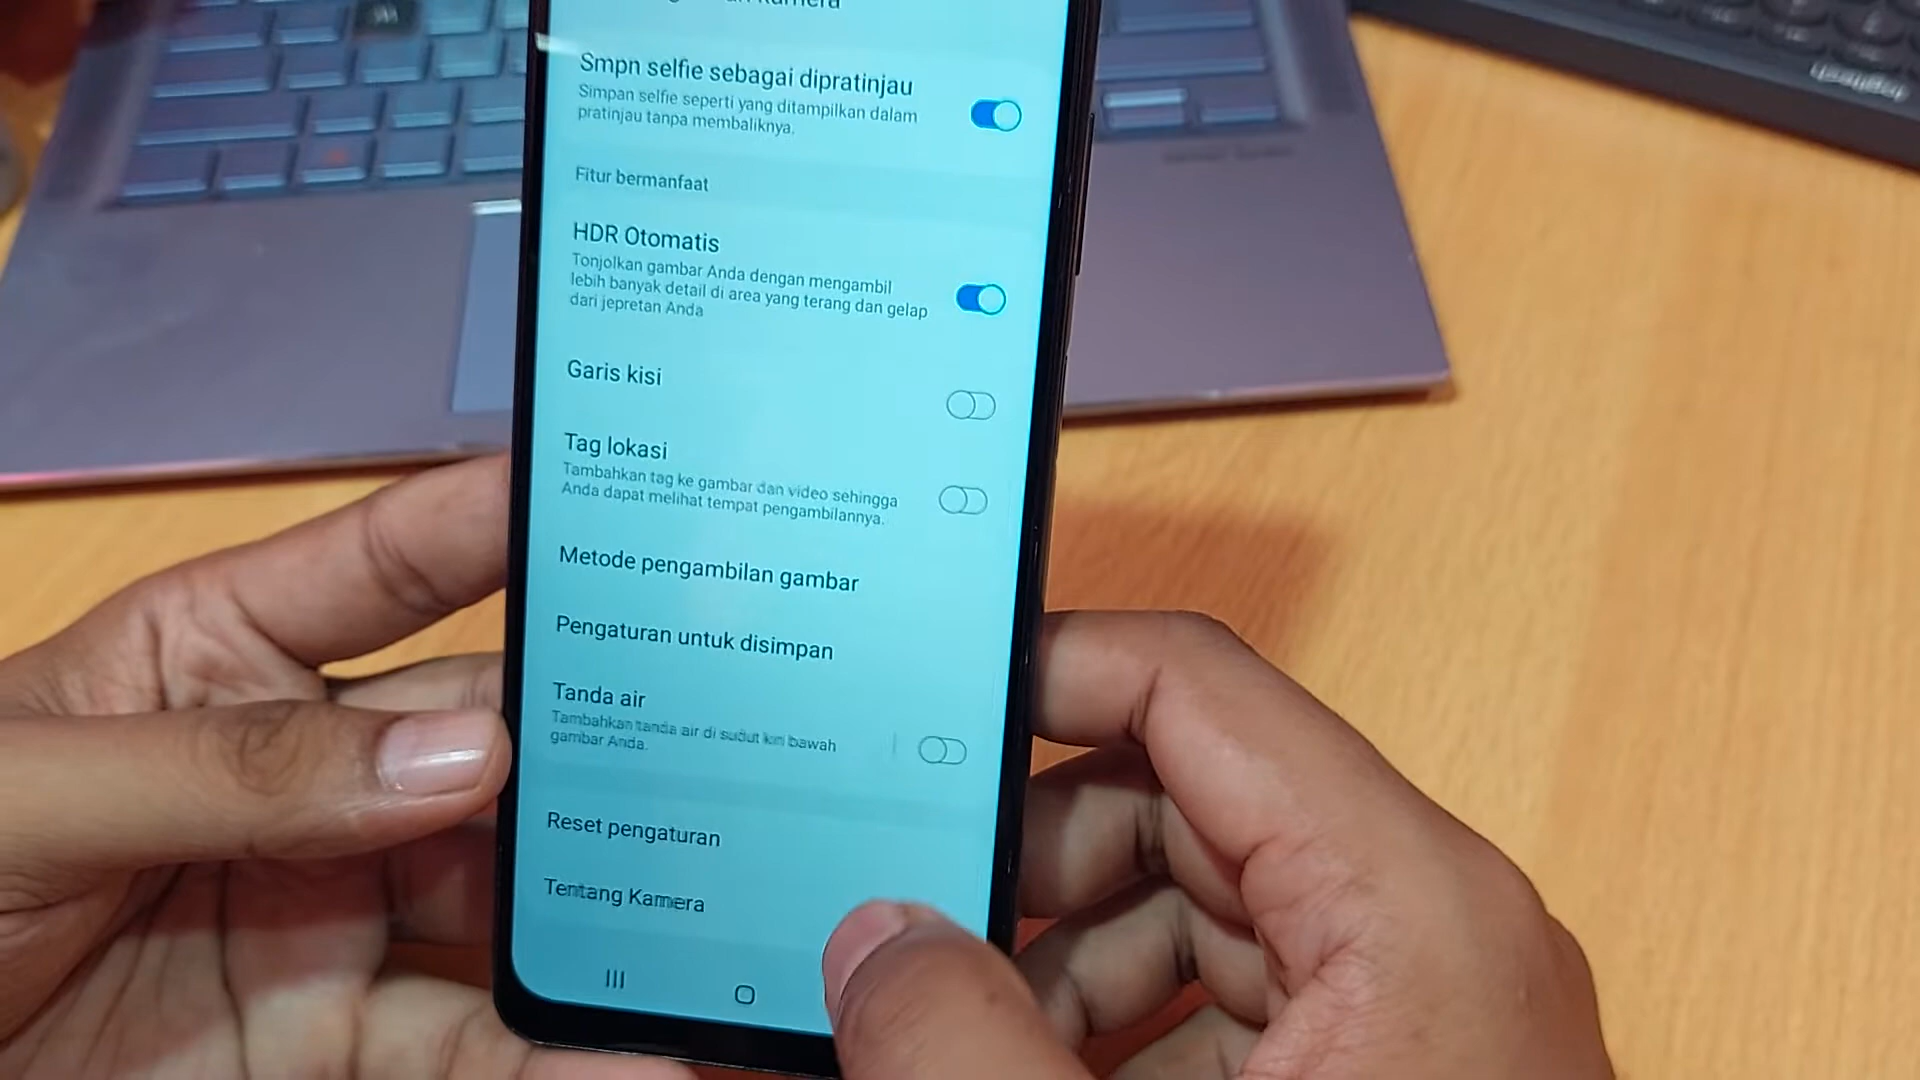 Smpn selfie sebagai dipratinjau
Simpan selfie seperti yang ditampilkan dalam
pratinjau tanpa membaliknya.
Fitur bermanfaat
HDR Otomatis
Tonjolkan gambar Anda dengan mengambil
lebih banyak detail di area yang terang dan gelap
dari jepretan Anda
Garis kisi
Tag lokasi
Tambahkan tag ke gambar dan video sehingga
Anda dapat melihat tempat pengambilannya.
Metode pengambilan gambar
Pengaturan untuk disimpan
Tanda air
Tambahkan tanda air di sudut kiri bawah
gambar Anda.
Reset pengaturan
Tentang Kamera
logitech